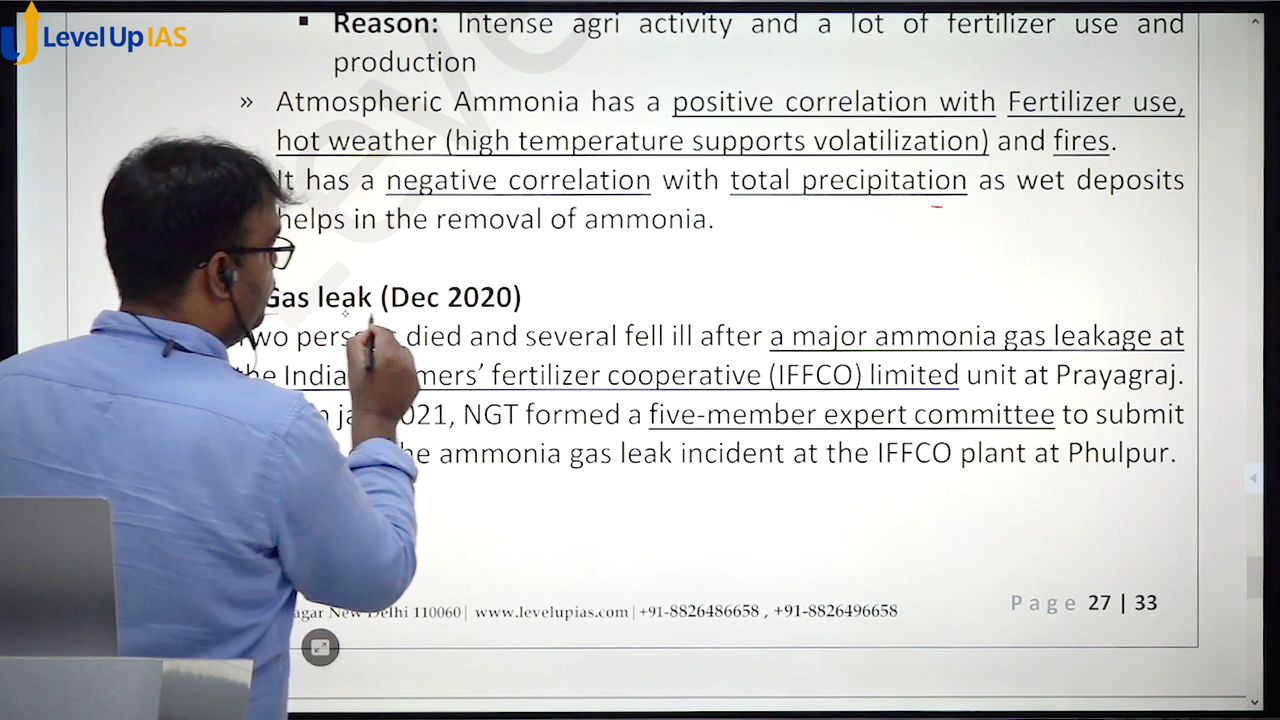 Level Up IAS
▪ Reason: Intense agri activity and a lot of fertilizer use and
production
» Atmospheric Ammonia has a positive correlation with Fertilizer use,
hot weather (high temperature supports volatilization) and fires.
It has a negative correlation with total precipitation as wet deposits
helps in the removal of ammonia.
Gas leak (Dec 2020)
Two died and several fell ill after a major ammonia gas leakage at
the fertilizer cooperative (IFFCO) limited unit at Prayagraj.
2021, NGT formed a five-member expert committee to submit
ammonia gas leak incident at the IFFCO plant at Phulpur.
New Delhi 110060| www.levelupias.com | +91-8826486658 , +91-8826496658
Page 27 | 33